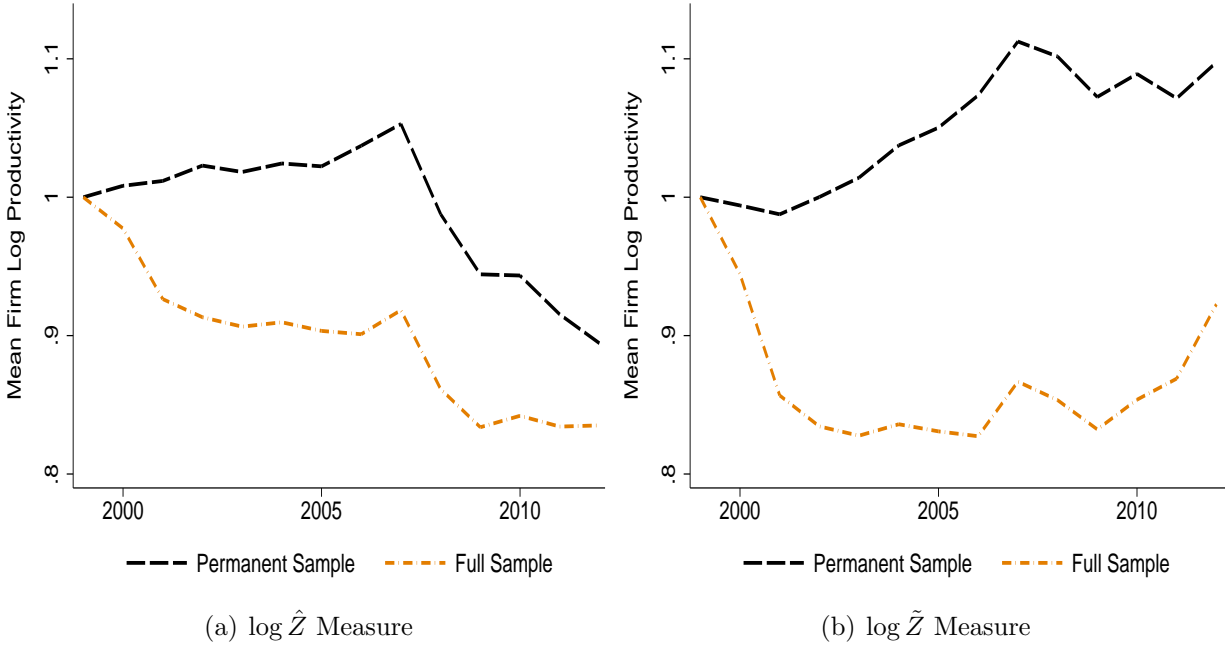 Mean Firm Log Productivity
1.1
1
.9
.8
2000 2005 2010
Permanent Sample Full Sample
(a) log Ẑ Measure
Mean Firm Log Productivity
1.1
1
.9
.8
2000 2005 2010
Permanent Sample Full Sample
(b) log Z̃ Measure